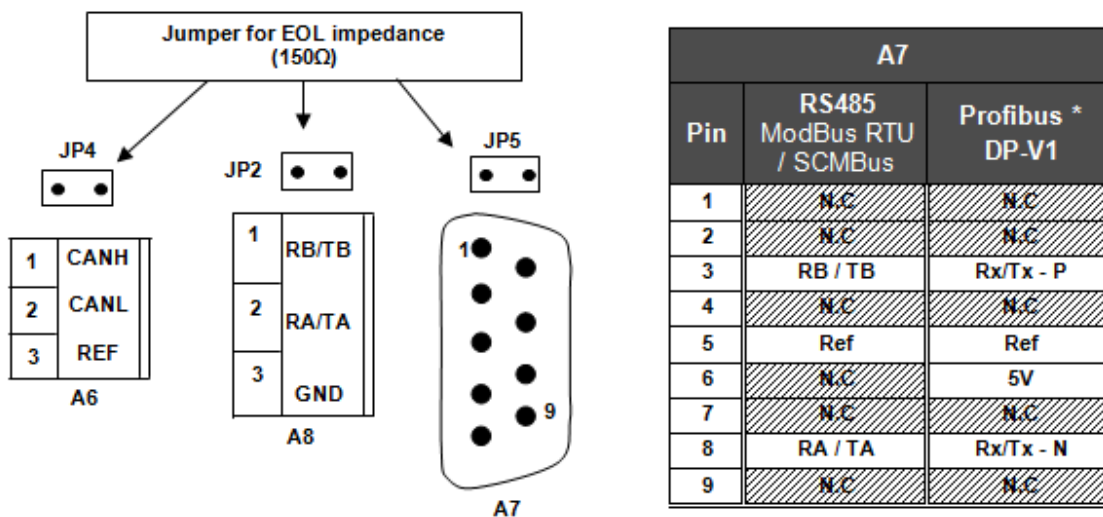 Jumper for EOL impedance
(150Ω)
JP4
JP2
JP5
1 CANH
2 CANL
3 REF
A6
1 RB/TB
2 RA/TA
3 GND
A8
1
9
A7
A7
Pin RS485 ModBus RTU / SCMBus Profibus * DP-V1
1 N.C N.C
2 N.C N.C
3 RB / TB Rx/Tx - P
4 N.C N.C
5 Ref Ref
6 N.C 5V
7 N.C N.C
8 RA / TA Rx/Tx - N
9 N.C N.C